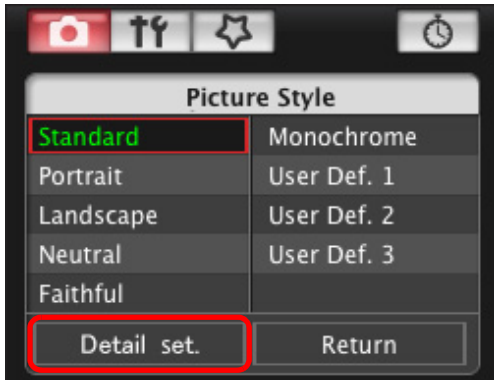 Picture Style
Standard
Monochrome
Portrait
User Def. 1
Landscape
User Def. 2
Neutral
User Def. 3
Faithful
Detail set.
Return